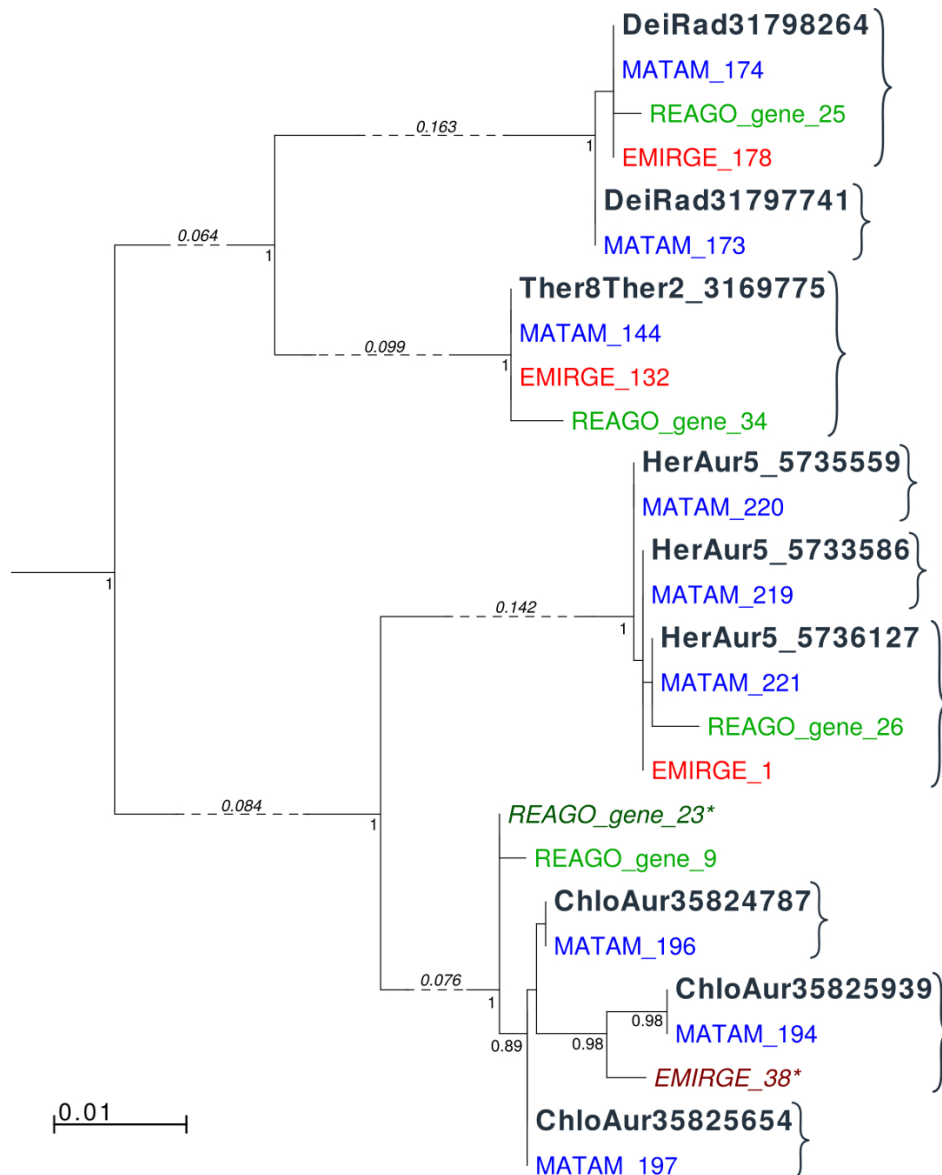 DeiRad31798264
MATAM_174
0.163
REAGO_gene_25
1
EMIRGE_178
DeiRad31797741
0.064
1
MATAM_173
Ther8Ther2_3169775
MATAM_144
0.099
1
EMIRGE_132
REAGO_gene_34
HerAur5_5735559
MATAM_220
HerAur5_5733586
1
MATAM_219
0.142
1
HerAur5_5736127
MATAM_221
REAGO_gene_26
EMIRGE_1
0.084
1
REAGO_gene_23*
REAGO_gene_9
ChloAur35824787
MATAM_196
0.076
1
ChloAur35825939
0.98
MATAM_194
0.89
0.98
EMIRGE_38*
0.01
ChloAur35825654
MATAM_197